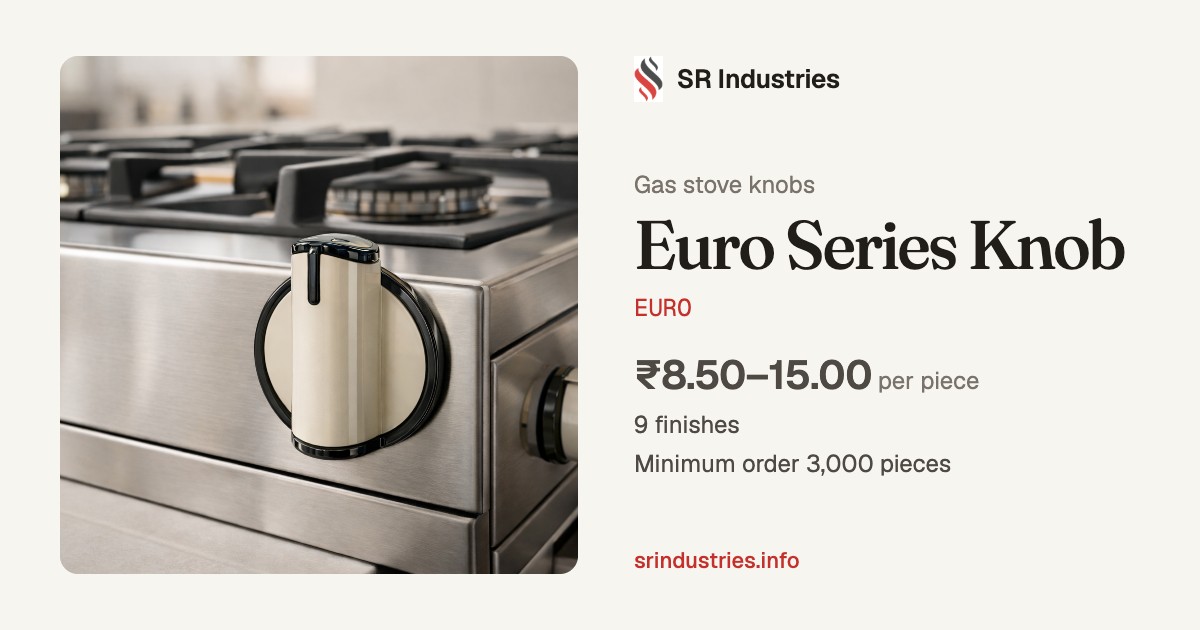 SR Industries
Gas stove knobs
Euro Series Knob
EURO
₹8.50–15.00 per piece
9 finishes
Minimum order 3,000 pieces
srindustries.info